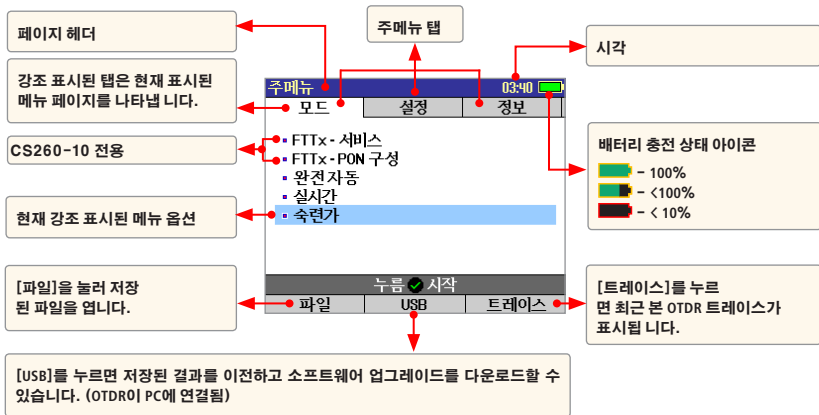 페이지 헤더
주메뉴 탭
시각
강조 표시된 탭은 현재 표시된
메뉴 페이지를 나타냅 니다.
주메뉴 03:40
모드 설정 정보
CS260-10 전용
FTTx - 서비스
FTTx - PON 구성
완전자동
실시간
숙련가
배터리 충전 상태 아이콘
- 100%
- <100%
- < 10%
현재 강조 표시된 메뉴 옵션
누름 시작
파일 USB 트레이스
[파일]을 눌러 저장
된 파일을 엽니다.
[트레이스]를 누르
면 최근 본 OTDR 트레이스가
표시됩 니다.
[USB]를 누르면 저장된 결과를 이전하고 소프트웨어 업그레이드를 다운로드할 수
있습니다. (OTDR이 PC에 연결됨)